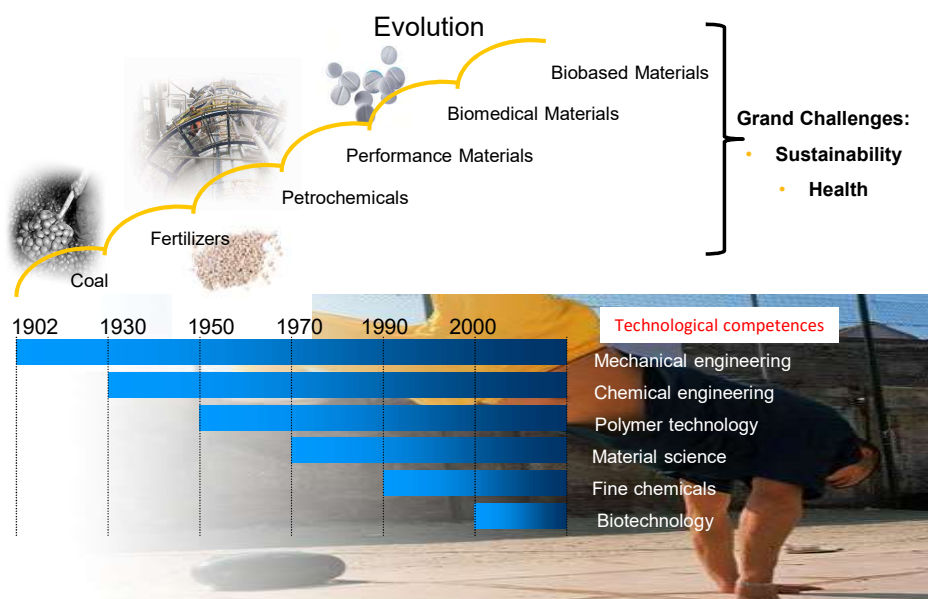 Evolution
Biobased Materials
Biomedical Materials
Performance Materials
Petrochemicals
Fertilizers
Coal
Grand Challenges:
• Sustainability
• Health
1902 1930 1950 1970 1990 2000
Technological competences
Mechanical engineering
Chemical engineering
Polymer technology
Material science
Fine chemicals
Biotechnology